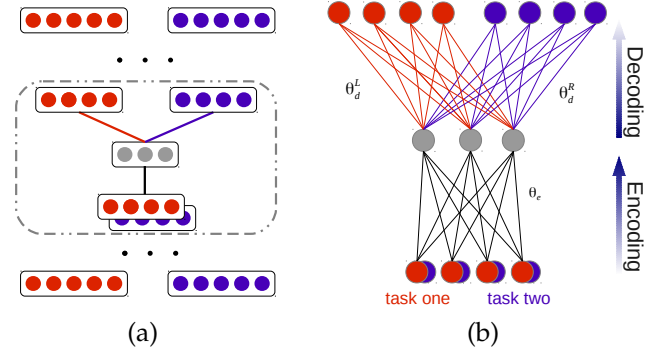 θ_d^L
θ_d^R
Decoding
θ_e
Encoding
task one
task two
(a)
(b)